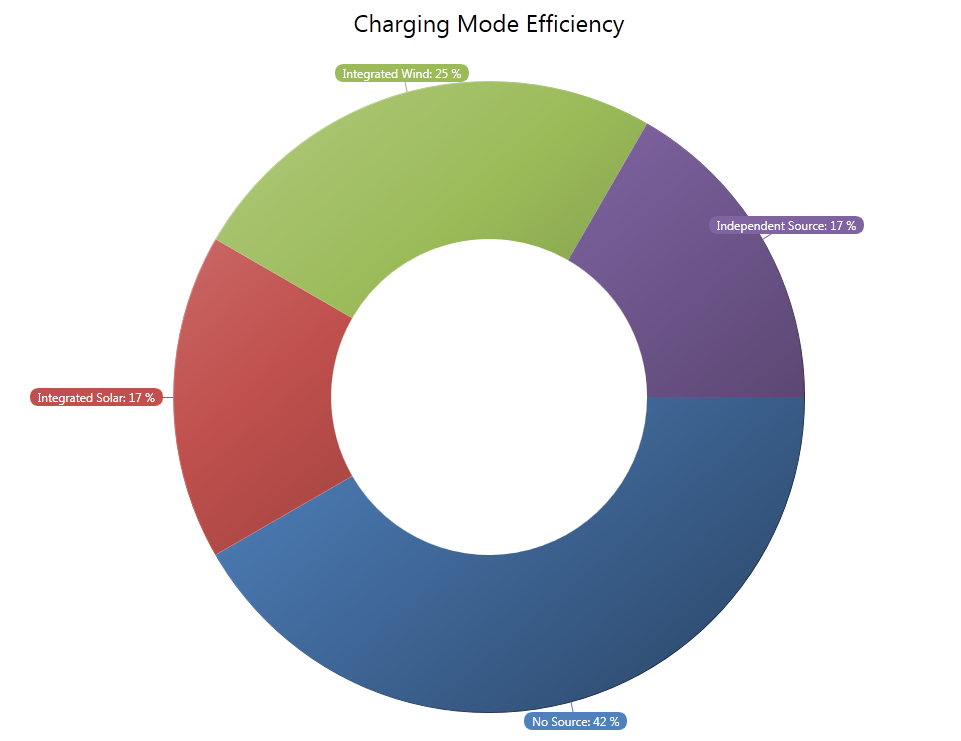 Charging Mode Efficiency
Integrated Wind: 25 %
Independent Source: 17 %
Integrated Solar: 17 %
No Source: 42 %